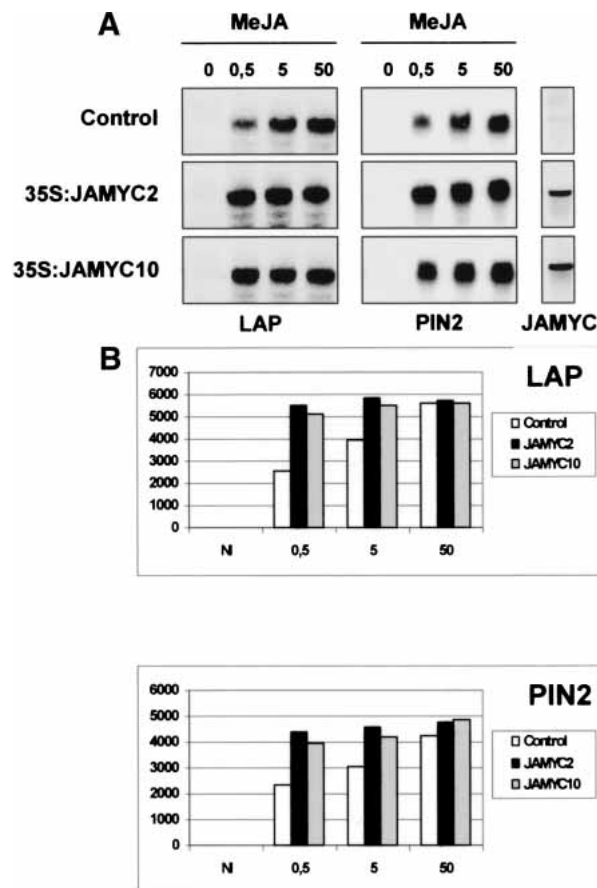 A
MeJA MeJA
0 0,5 5 50 0 0,5 5 50
Control
35S:JAMYC2
35S:JAMYC10
LAP PIN2 JAMYC
B
LAP
7000
6000
5000
4000
3000
2000
1000
0
NI 0,5 5 50
Control
JAMYC2
JAMYC10
PIN2
6000
5000
4000
3000
2000
1000
0
NI 0,5 5 50
Control
JAMYC2
JAMYC10